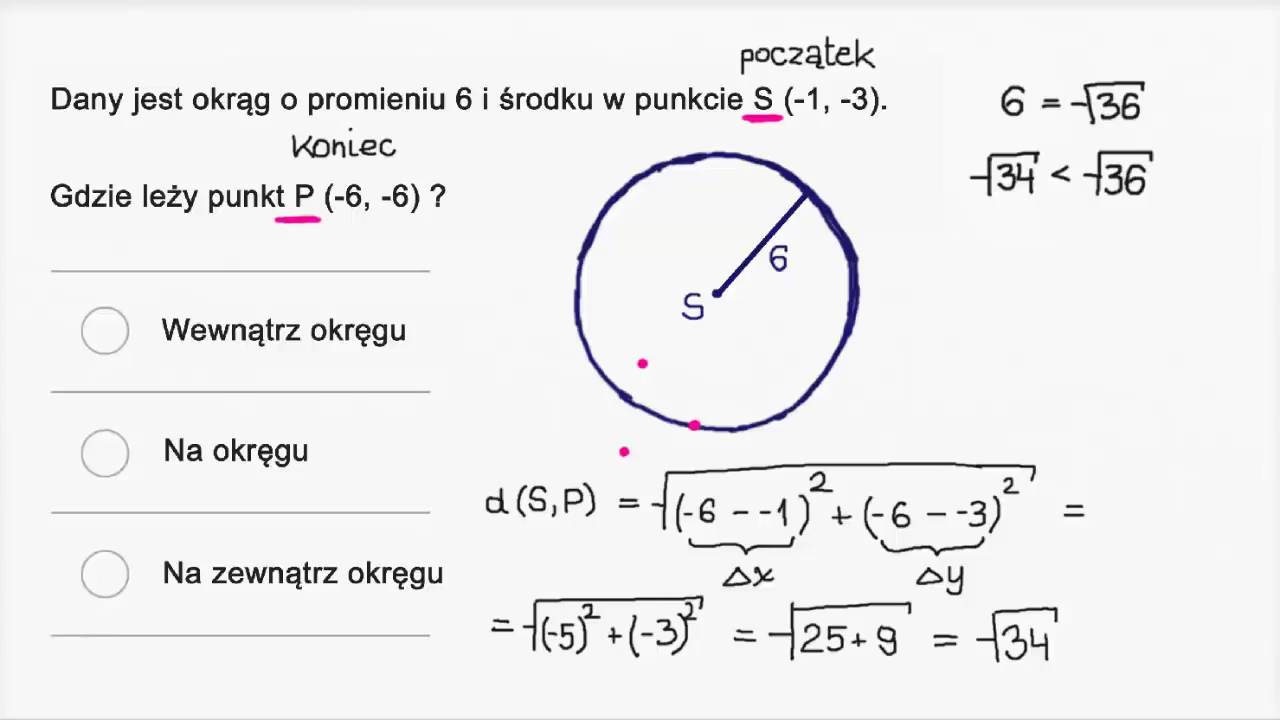 początek
Dany jest okrąg o promieniu 6 i środku w punkcie S (-1, -3).
koniec
Gdzie leży punkt P (-6, -6) ?
Wewnątrz okręgu
Na okręgu
Na zewnątrz okręgu
6 = √36
√34 < √36
6
S
d(S,P) = √(-6 - -1)² + (-6 - -3)² =
Δx Δy
= √(-5)² + (-3)² = √25+9 = √34